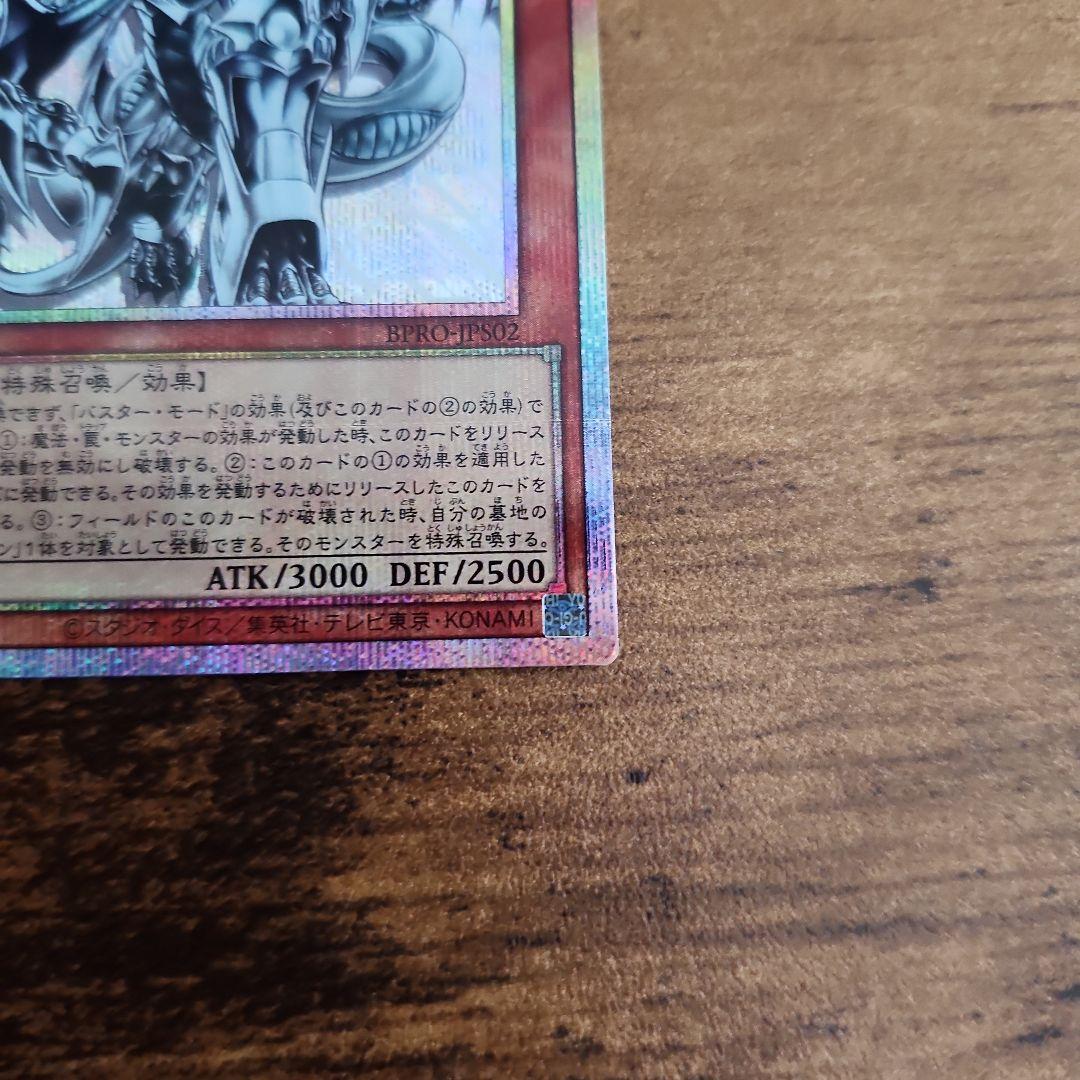 BPRO-JPS02
特殊召喚／効果】
できず、「バスター・モード」の効果(及びこのカードの②の効果)で
①：魔法・罠・モンスターの効果が発動した時、このカードをリリース
発動を無効にし破壊する。②：このカードの①の効果を適用した
に発動できる。その効果を発動するためにリリースしたこのカードを
る。③：フィールドのこのカードが破壊された時、自分の墓地の
ン」1体を対象として発動できる。そのモンスターを特殊召喚する。
ATK/3000 DEF/2500
©スタジオ・ダイス／集英社・テレビ東京・KONAMI